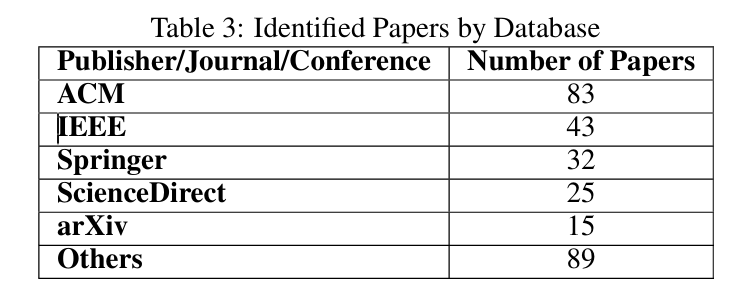 Table 3: Identified Papers by Database
Publisher/Journal/Conference Number of Papers
ACM 83
IEEE 43
Springer 32
ScienceDirect 25
arXiv 15
Others 89